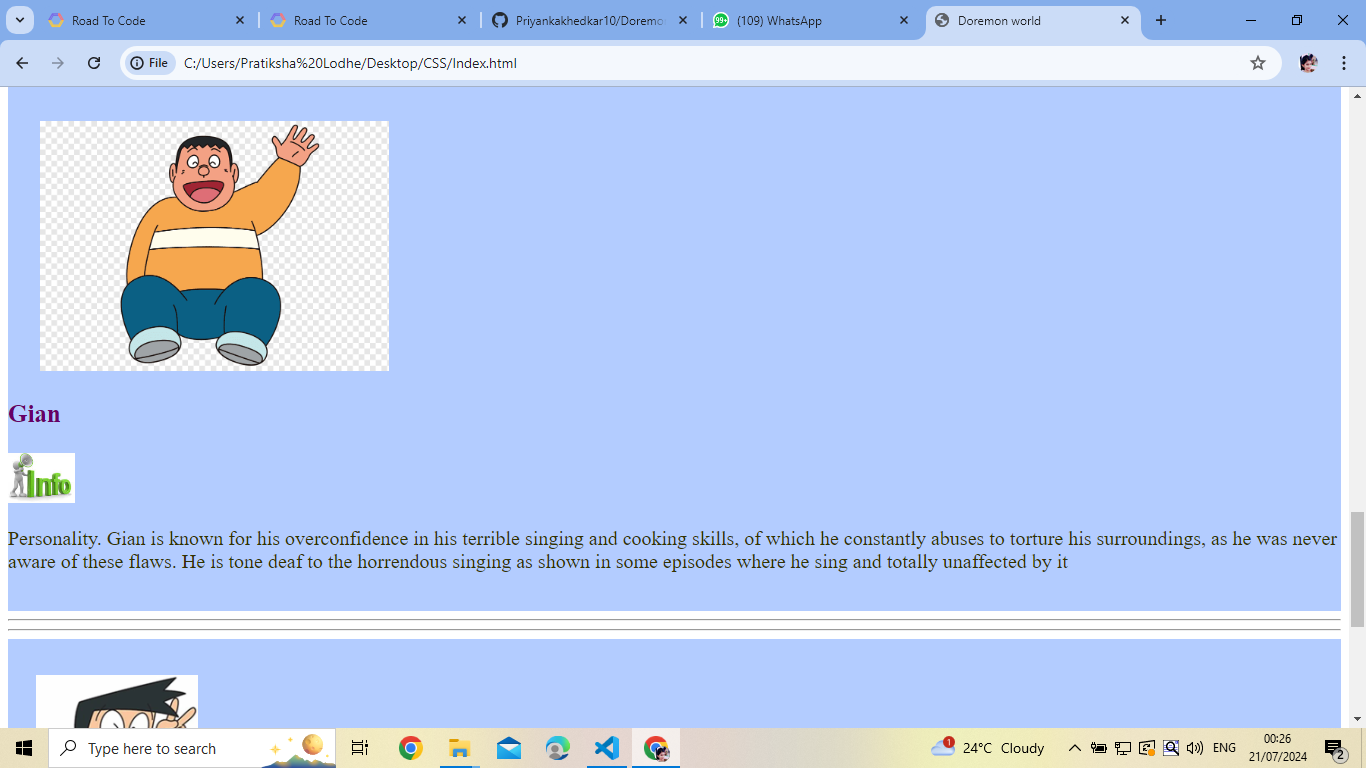 Road To Code
Road To Code
Priyankakhedkar10/Doremo
(109) WhatsApp
Doremon world
File
C:/Users/Pratiksha%20Lodhe/Desktop/CSS/Index.html
Gian
Info
Personality. Gian is known for his overconfidence in his terrible singing and cooking skills, of which he constantly abuses to torture his surroundings, as he was never
aware of these flaws. He is tone deaf to the horrendous singing as shown in some episodes where he sing and totally unaffected by it
Type here to search
1
24°C Cloudy
ENG
00:26
21/07/2024
2